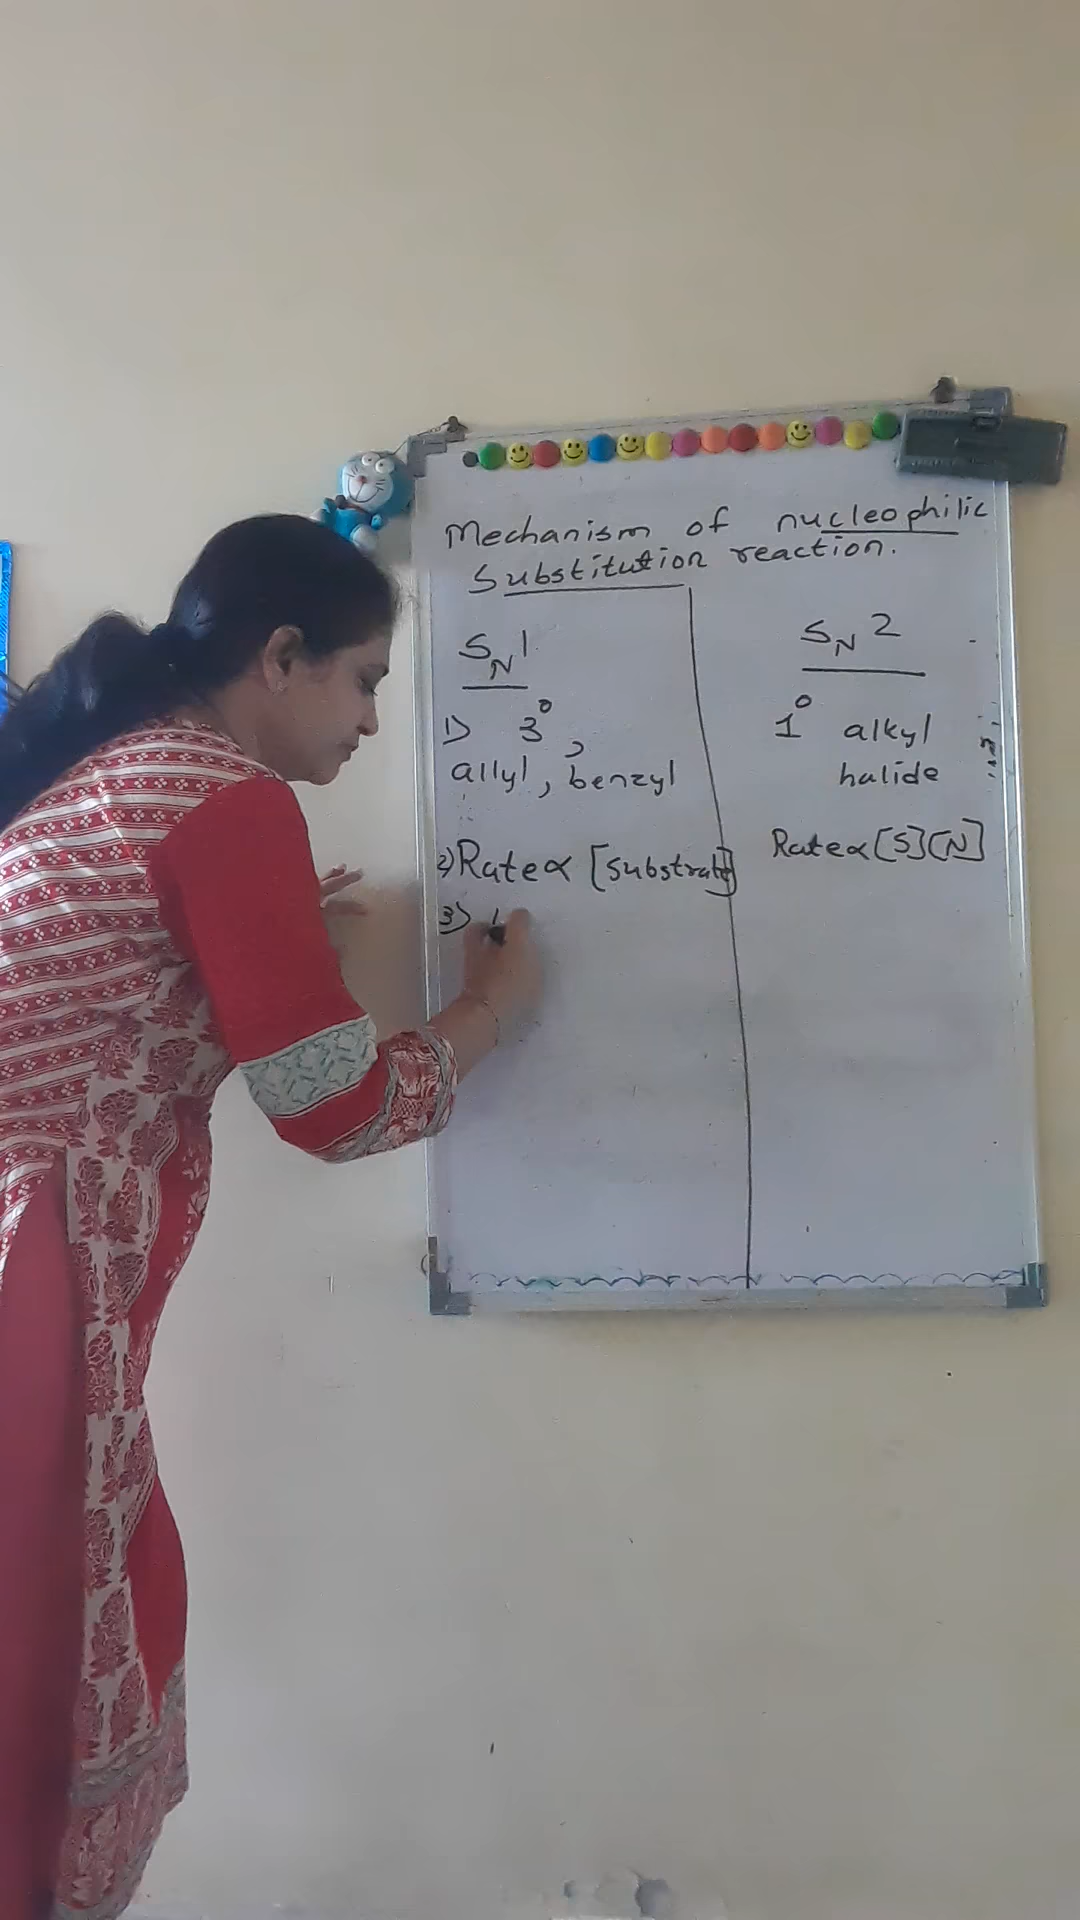 Mechanism of nucleophilic
Substitution reaction.
SN1
1) 3°,
allyl, benzyl
2) Rate∝ [Substrate]
3)
SN2
1° alkyl
halide
Rate∝[S][N]